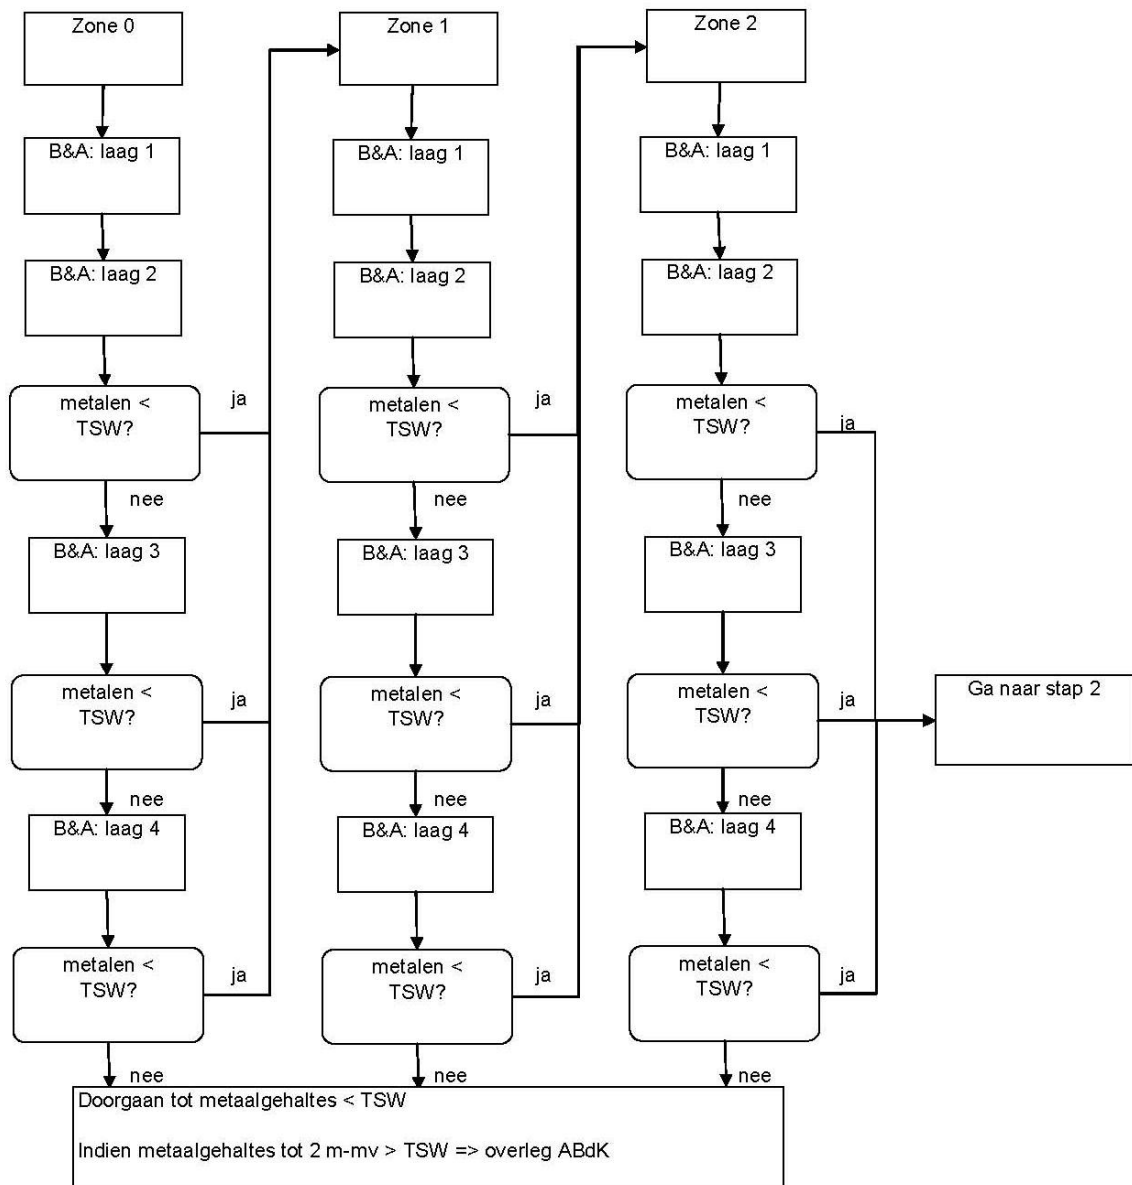 Zone 0
B&A: laag 1
B&A: laag 2
metalen <
TSW?
ja
nee
B&A: laag 3
metalen <
TSW?
ja
nee
B&A: laag 4
metalen <
TSW?
ja
nee
Zone 1
B&A: laag 1
B&A: laag 2
metalen <
TSW?
ja
nee
B&A: laag 3
metalen <
TSW?
ja
nee
B&A: laag 4
metalen <
TSW?
ja
nee
Zone 2
B&A: laag 1
B&A: laag 2
metalen <
TSW?
ja
nee
B&A: laag 3
metalen <
TSW?
ja
nee
B&A: laag 4
metalen <
TSW?
ja
nee
Ga naar stap 2
Doorgaan tot metaalgehaltes < TSW
Indien metaalgehaltes tot 2 m-mv > TSW => overleg ABdK